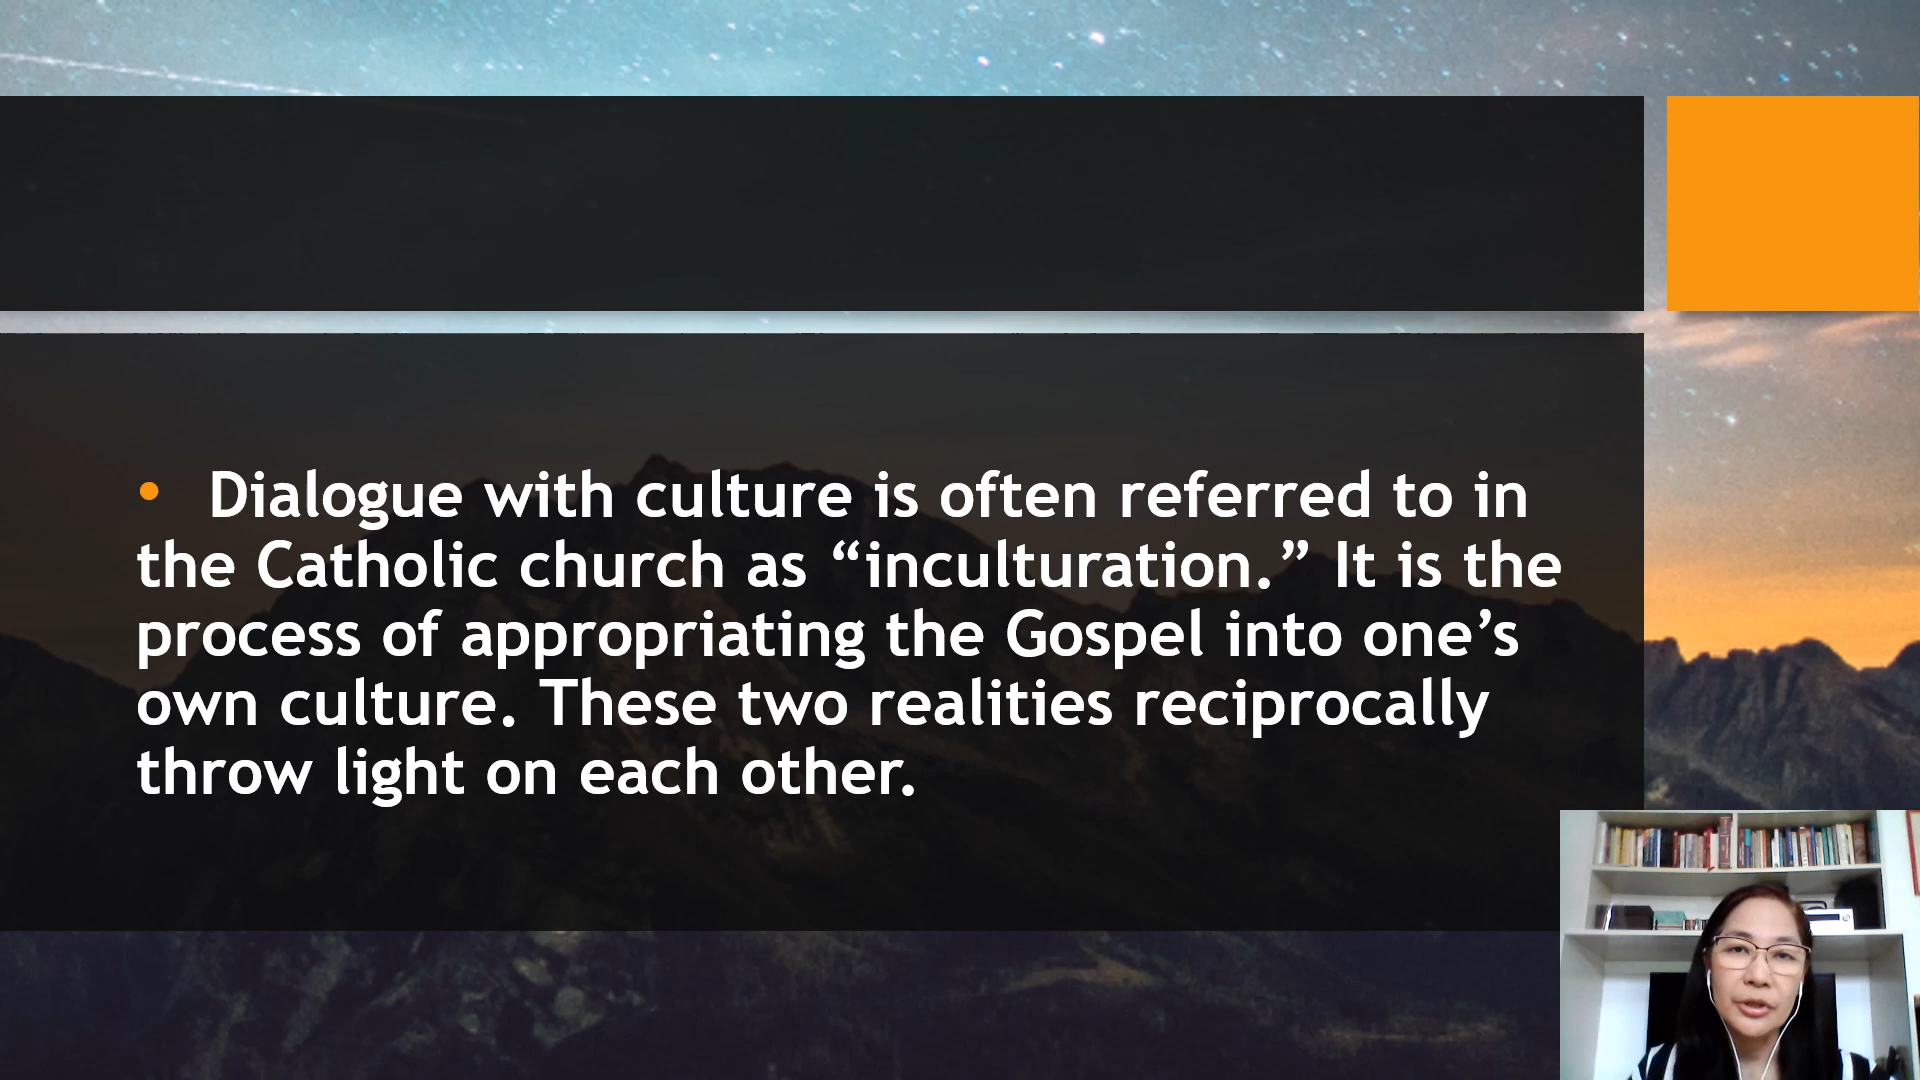 • Dialogue with culture is often referred to in
the Catholic church as “inculturation.” It is the
process of appropriating the Gospel into one’s
own culture. These two realities reciprocally
throw light on each other.